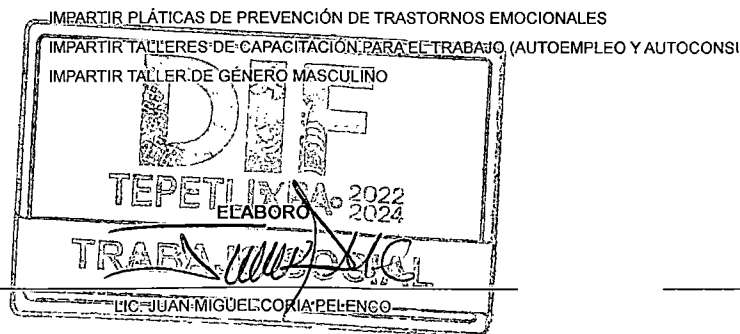 IMPARTIR PLÁTICAS DE PREVENCIÓN DE TRASTORNOS EMOCIONALES
IMPARTIR TALLERES DE CAPACITACIÓN PARA EL TRABAJO (AUTOEMPLEO Y AUTOCONSU
IMPARTIR TALLER DE GÉNERO MASCULINO
DIF
TEPETLIXPA 2022
2024
ELABORÓ
TRABAJO SOCIAL
LIC. JUAN MIGUEL CORIA PELENCO